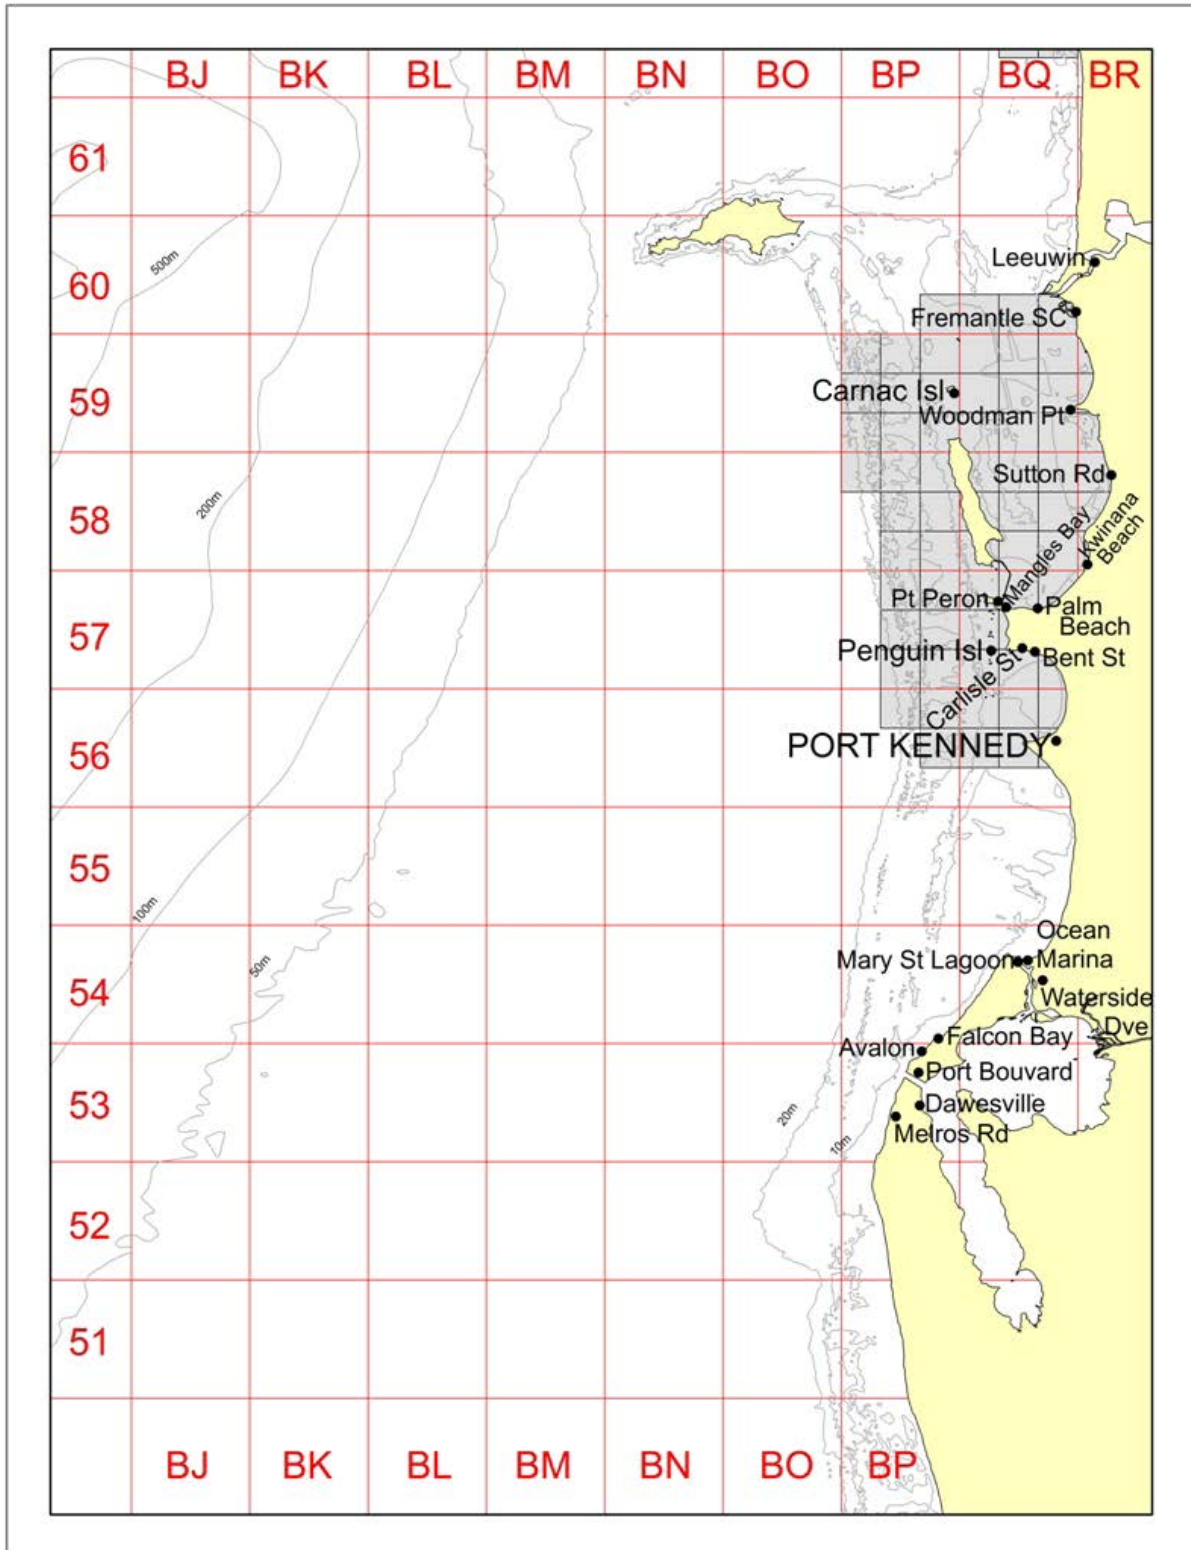 BJ BK BL BM BN BO BP BQ BR
61
Leeuwin
500m
60
Fremantle SC
Carnac Isl
59
Woodman Pt
Sutton Rd
200m
58
Mangles Bay
Kwinana
Beach
Pt Peron
Palm
Beach
57
Penguin Isl
Carlisle St
Bent St
PORT KENNEDY
56
55
100m
Ocean
Mary St Lagoon
Marina
50m
54
Waterside
Dve
Falcon Bay
Avalon
Port Bouvard
53
Dawesville
20m
Melros Rd
10m
52
51
BJ BK BL BM BN BO BP